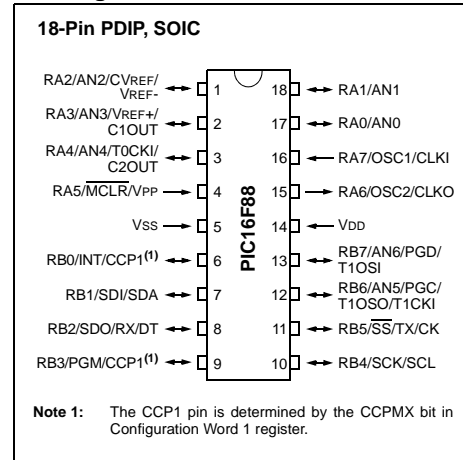 18-Pin PDIP, SOIC
RA2/AN2/CVREF/
VREF-
RA3/AN3/VREF+/
C1OUT
RA4/AN4/T0CKI/
C2OUT
RA5/MCLR/VPP
VSS
RB0/INT/CCP1(1)
RB1/SDI/SDA
RB2/SDO/RX/DT
RB3/PGM/CCP1(1)
1
2
3
4
5
6
7
8
9
PIC16F88
18
17
16
15
14
13
12
11
10
RA1/AN1
RA0/AN0
RA7/OSC1/CLKI
RA6/OSC2/CLKO
VDD
RB7/AN6/PGD/
T1OSI
RB6/AN5/PGC/
T1OSO/T1CKI
RB5/SS/TX/CK
RB4/SCK/SCL
Note 1: The CCP1 pin is determined by the CCPMX bit in
Configuration Word 1 register.